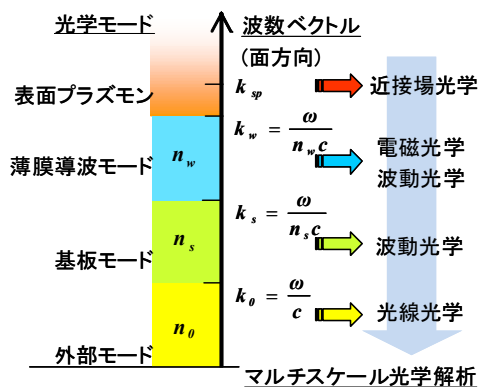 光学モード
波数ベクトル
(面方向)
表面プラズモン
k_sp
近接場光学
薄膜導波モード
n_w
k_w = ω / n_w c
電磁光学
波動光学
基板モード
n_s
k_s = ω / n_s c
波動光学
外部モード
n_0
k_0 = ω / c
光線光学
マルチスケール光学解析